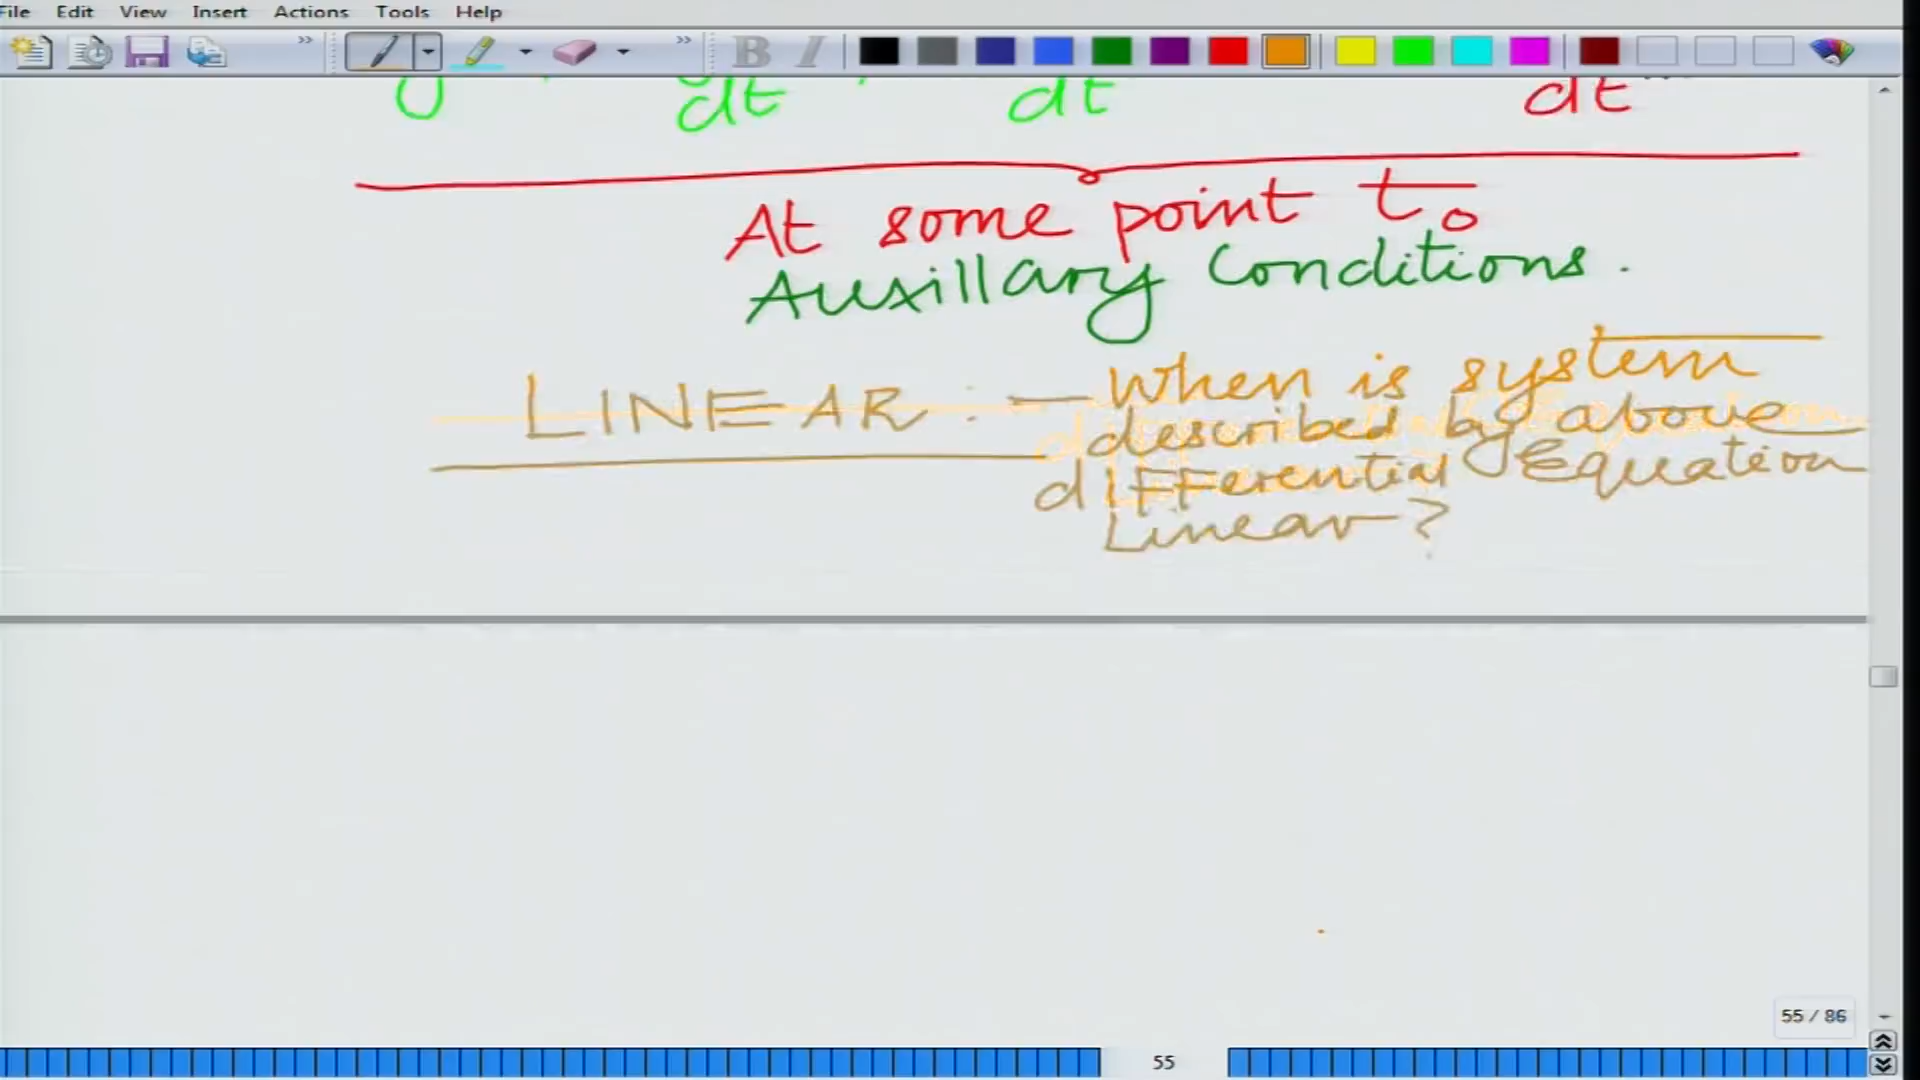 File Edit View Insert Actions Tools Help
B I
y dt dt dt
At some point to
Auxillary Conditions.
LINEAR : — When is system
described by above
differential Equation
Linear?
55 / 86
55